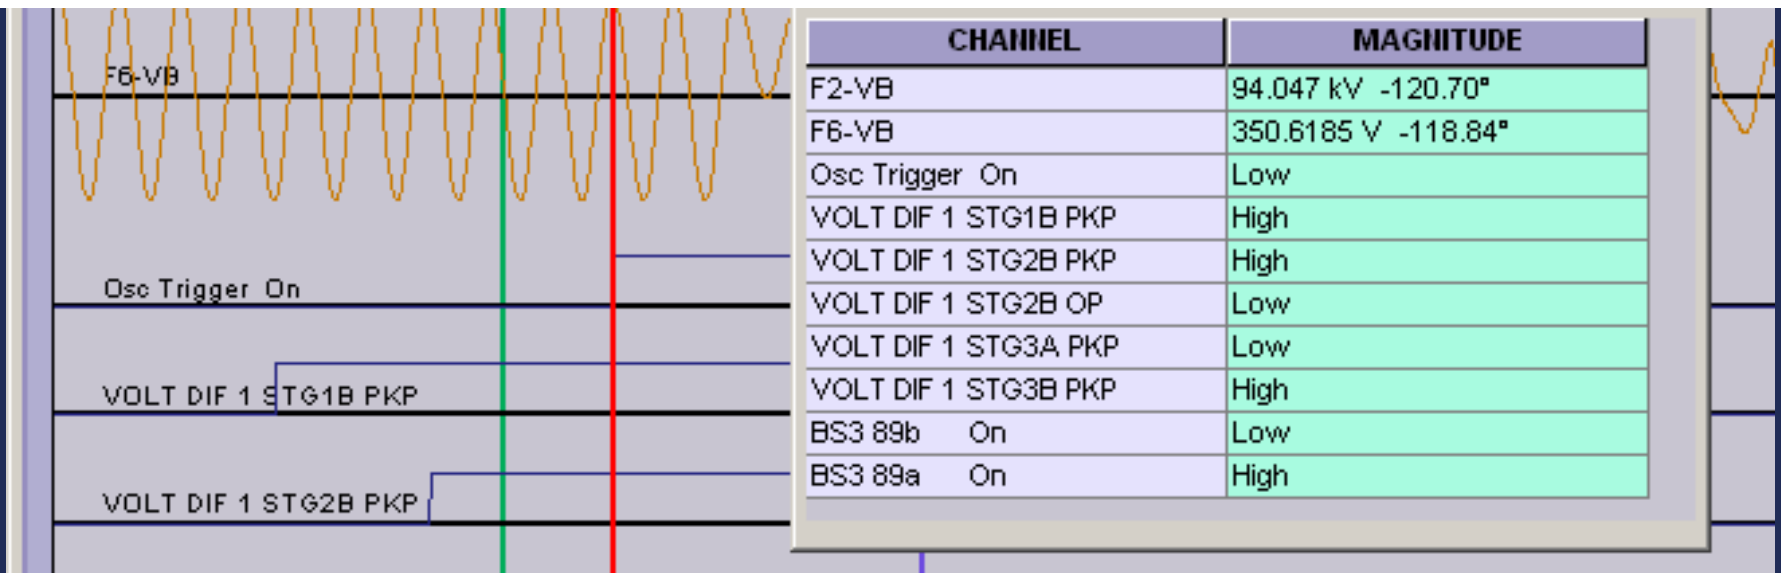 F6-VB
Osc Trigger On
VOLT DIF 1 STG1B PKP
VOLT DIF 1 STG2B PKP
CHANNEL MAGNITUDE
F2-VB 94.047 kV -120.70°
F6-VB 350.6185 V -118.84°
Osc Trigger On Low
VOLT DIF 1 STG1B PKP High
VOLT DIF 1 STG2B PKP High
VOLT DIF 1 STG2B OP Low
VOLT DIF 1 STG3A PKP Low
VOLT DIF 1 STG3B PKP High
BS3 89b On Low
BS3 89a On High